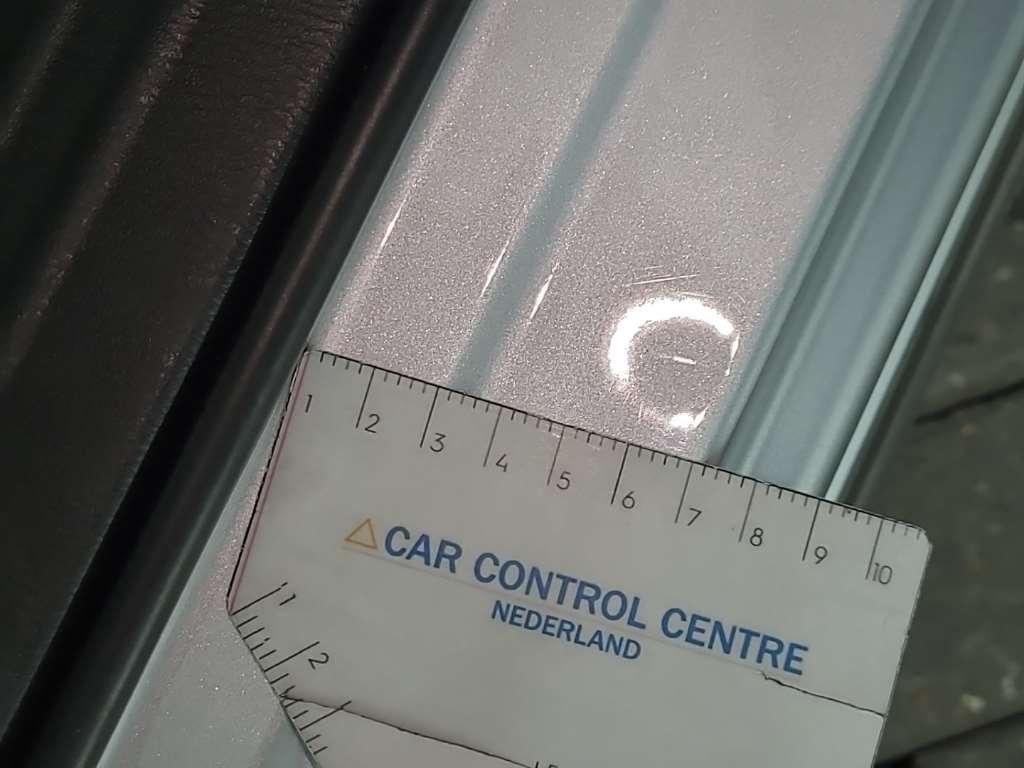 1 2 3 4 5 6 7 8 9 10
CAR CONTROL CENTRE
NEDERLAND
1
2